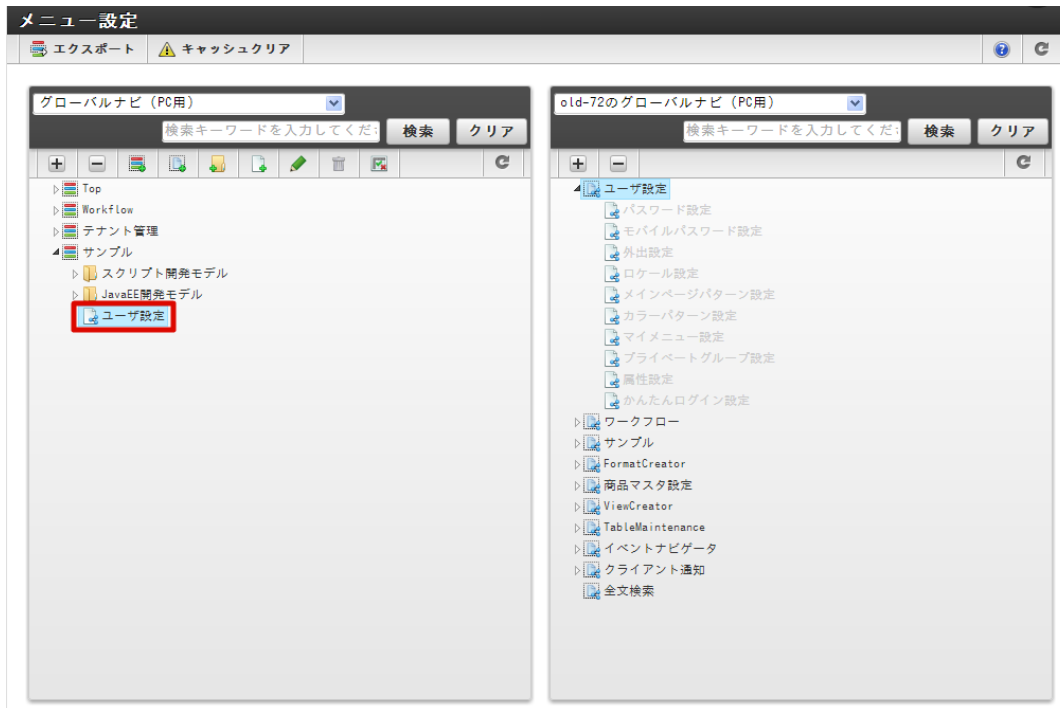 メニュー設定
エクスポート
キャッシュクリア
グローバルナビ (PC用)
検索キーワードを入力してくだ
検索
クリア
Top
Workflow
テナント管理
サンプル
スクリプト開発モデル
JavaEE開発モデル
ユーザ設定
old-72のグローバルナビ (PC用)
検索キーワードを入力してくだ
検索
クリア
ユーザ設定
パスワード設定
モバイルパスワード設定
外出設定
ロケール設定
メインページパターン設定
カラーパターン設定
マイメニュー設定
プライベートグループ設定
属性設定
かんたんログイン設定
ワークフロー
サンプル
FormatCreator
商品マスタ設定
ViewCreator
TableMaintenance
イベントナビゲータ
クライアント通知
全文検索